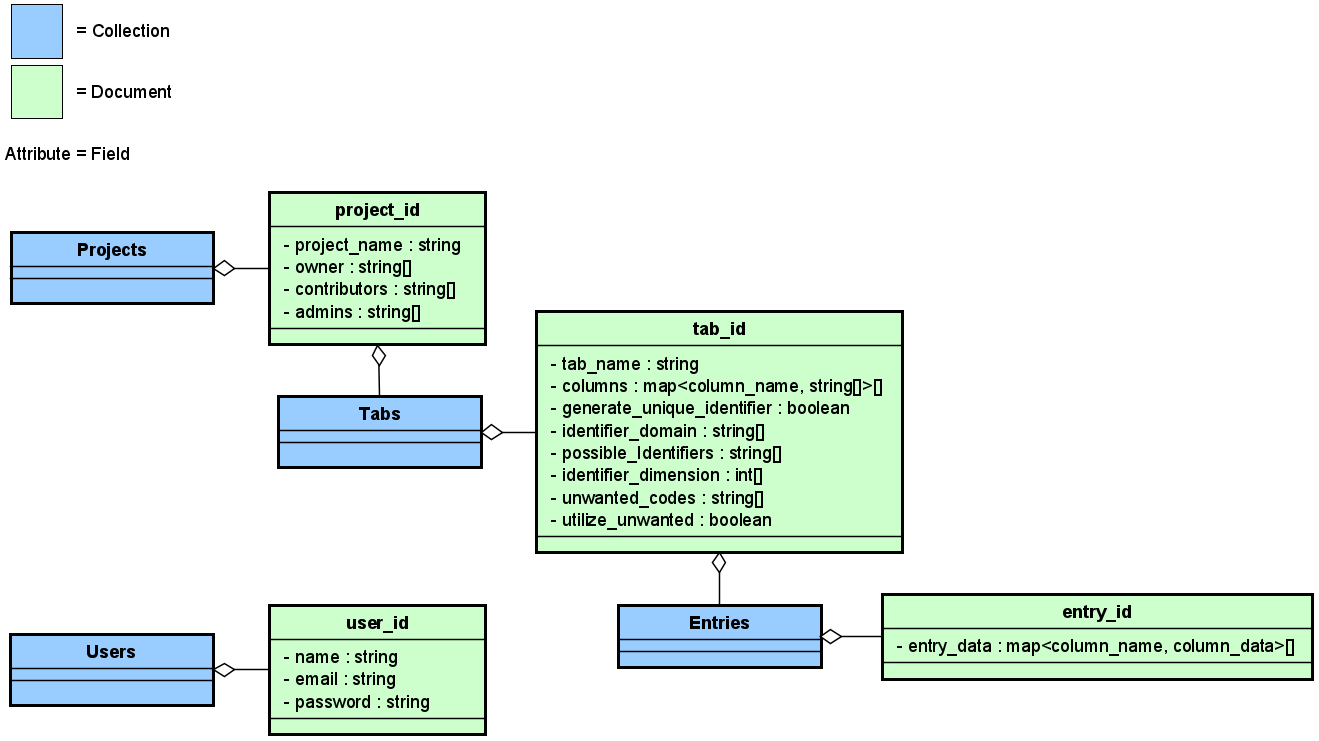 = Collection
= Document
Attribute = Field
Projects
project_id
- project_name : string
- owner : string[]
- contributors : string[]
- admins : string[]
Tabs
tab_id
- tab_name : string
- columns : map<column_name, string[]>[]
- generate_unique_identifier : boolean
- identifier_domain : string[]
- possible_Identifiers : string[]
- identifier_dimension : int[]
- unwanted_codes : string[]
- utilize_unwanted : boolean
Users
user_id
- name : string
- email : string
- password : string
Entries
entry_id
- entry_data : map<column_name, column_data>[]